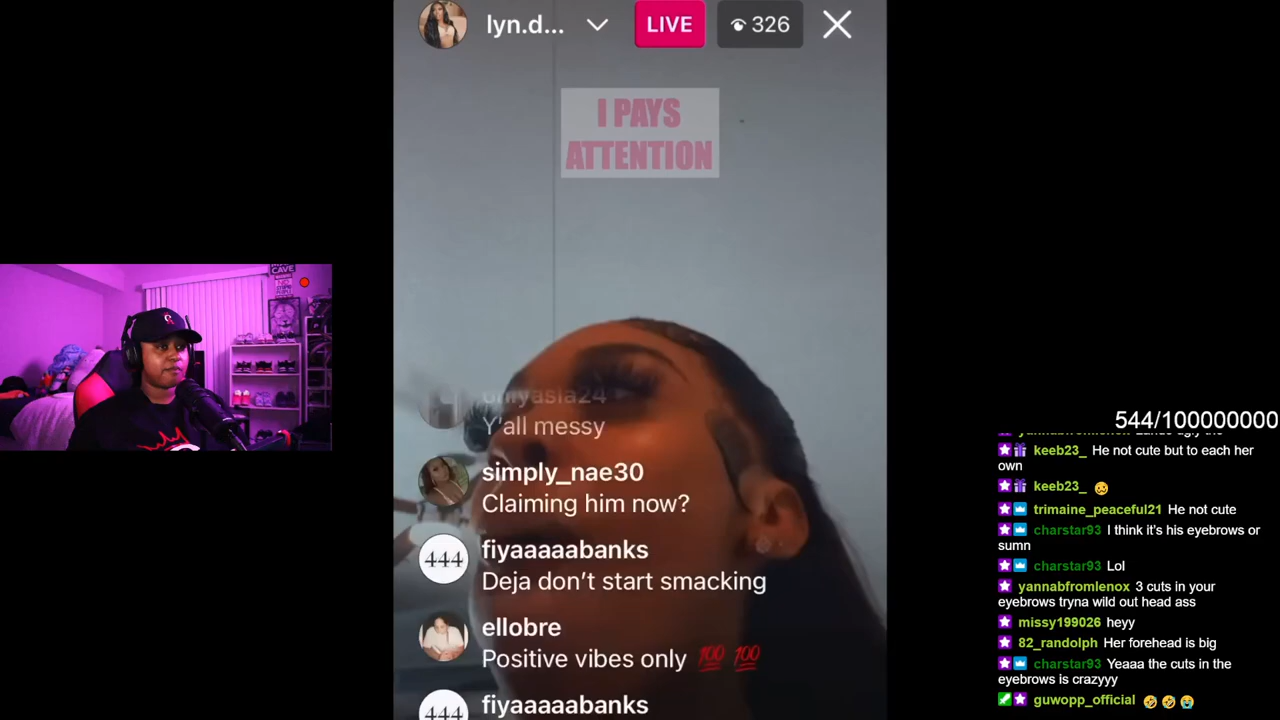 lyn.d...
LIVE
326
I PAYS
ATTENTION
CAVE
onlyasia24
Y'all messy
simply_nae30
Claiming him now?
fiyaaaaabanks
Deja don't start smacking
ellobre
Positive vibes only 💯 💯
444
fiyaaaaabanks
444
544/100000000
keeb23_ He not cute but to each her
own
keeb23_ 🥴
trimaine_peaceful21 He not cute
charstar93 I think it's his eyebrows or
sumn
charstar93 Lol
yannabfromlenox 3 cuts in your
eyebrows tryna wild out head ass
missy199026 heyy
82_randolph Her forehead is big
charstar93 Yeaaa the cuts in the
eyebrows is crazyyy
guwopp_official 🤣🤣😭